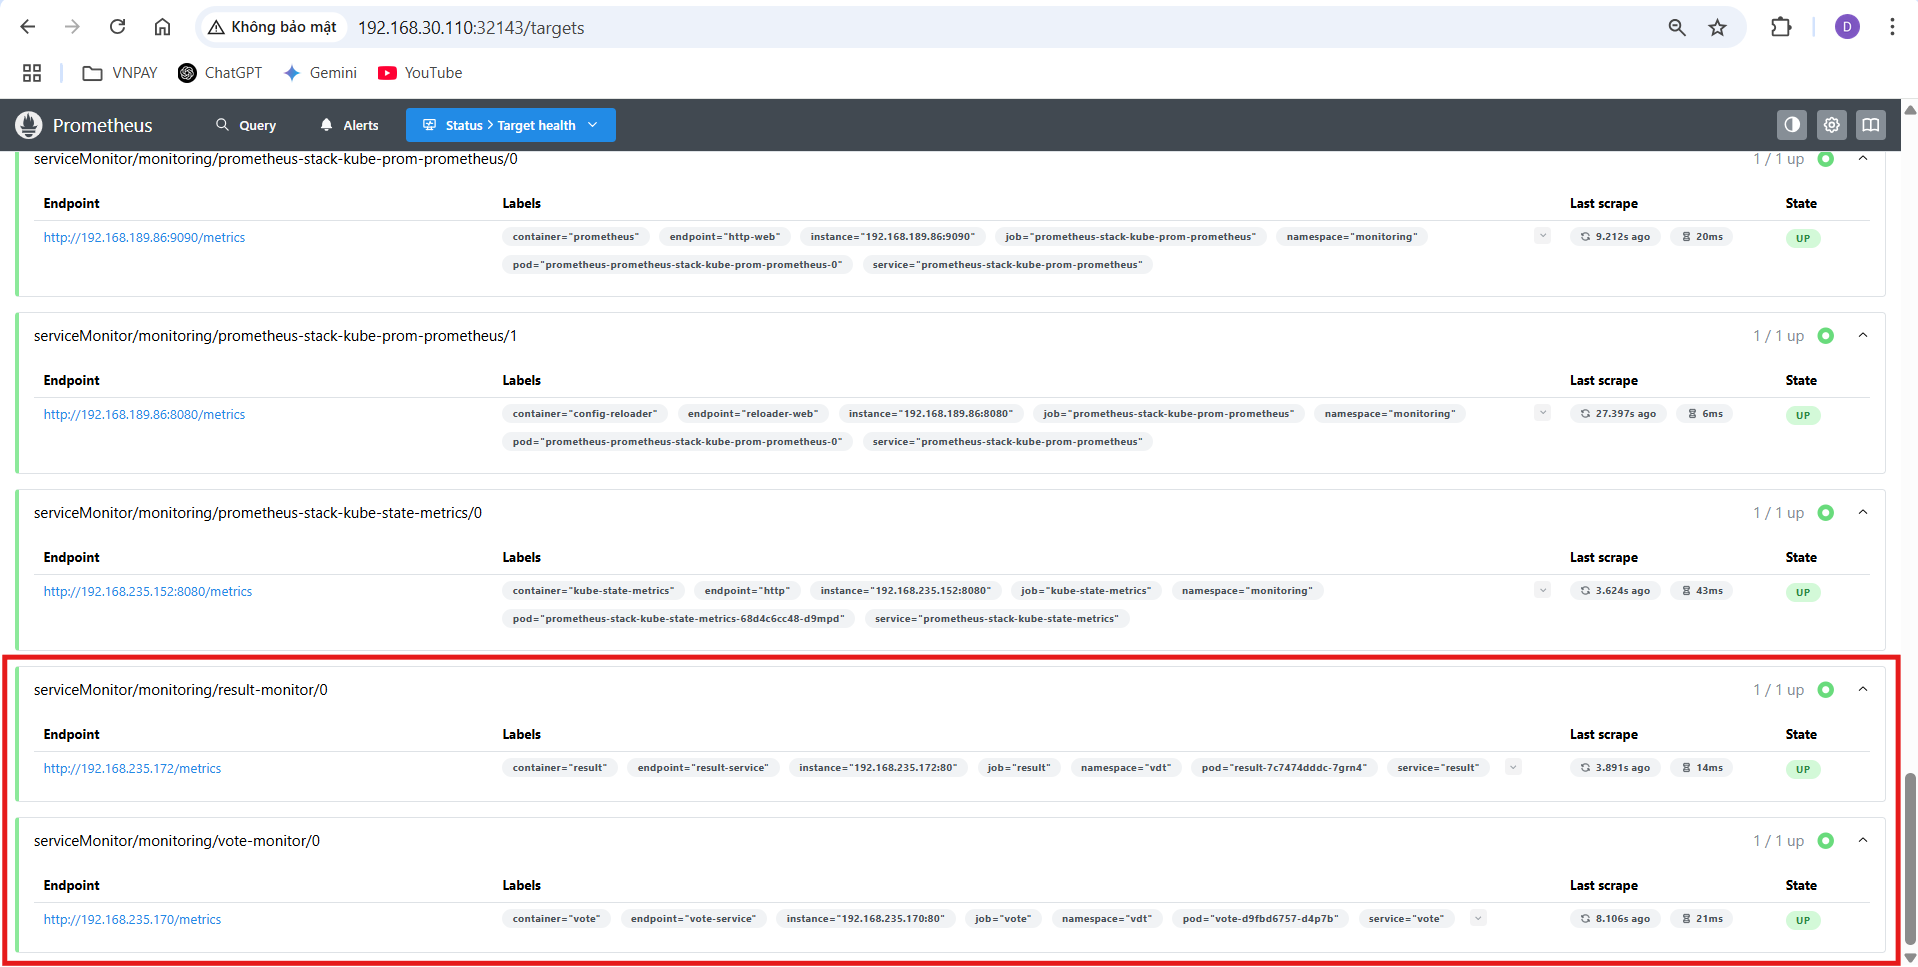 Không bảo mật 192.168.30.110:32143/targets D
VNPAY ChatGPT Gemini YouTube
Prometheus Query Alerts Status > Target health
serviceMonitor/monitoring/prometheus-stack-kube-prom-prometheus/0 1 / 1 up
Endpoint Labels Last scrape State
http://192.168.189.86:9090/metrics container="prometheus" endpoint="http-web" instance="192.168.189.86:9090" job="prometheus-stack-kube-prom-prometheus" namespace="monitoring" 9.212s ago 20ms UP
pod="prometheus-prometheus-stack-kube-prom-prometheus-0" service="prometheus-stack-kube-prom-prometheus"
serviceMonitor/monitoring/prometheus-stack-kube-prom-prometheus/1 1 / 1 up
Endpoint Labels Last scrape State
http://192.168.189.86:8080/metrics container="config-reloader" endpoint="reloader-web" instance="192.168.189.86:8080" job="prometheus-stack-kube-prom-prometheus" namespace="monitoring" 27.397s ago 6ms UP
pod="prometheus-prometheus-stack-kube-prom-prometheus-0" service="prometheus-stack-kube-prom-prometheus"
serviceMonitor/monitoring/prometheus-stack-kube-state-metrics/0 1 / 1 up
Endpoint Labels Last scrape State
http://192.168.235.152:8080/metrics container="kube-state-metrics" endpoint="http" instance="192.168.235.152:8080" job="kube-state-metrics" namespace="monitoring" 3.624s ago 43ms UP
pod="prometheus-stack-kube-state-metrics-68d4c6cc48-d9mpd" service="prometheus-stack-kube-state-metrics"
serviceMonitor/monitoring/result-monitor/0 1 / 1 up
Endpoint Labels Last scrape State
http://192.168.235.172/metrics container="result" endpoint="result-service" instance="192.168.235.172:80" job="result" namespace="vdt" pod="result-7c7474dddc-7grn4" service="result" 3.891s ago 14ms UP
serviceMonitor/monitoring/vote-monitor/0 1 / 1 up
Endpoint Labels Last scrape State
http://192.168.235.170/metrics container="vote" endpoint="vote-service" instance="192.168.235.170:80" job="vote" namespace="vdt" pod="vote-d9fbd6757-d4p7b" service="vote" 8.106s ago 21ms UP